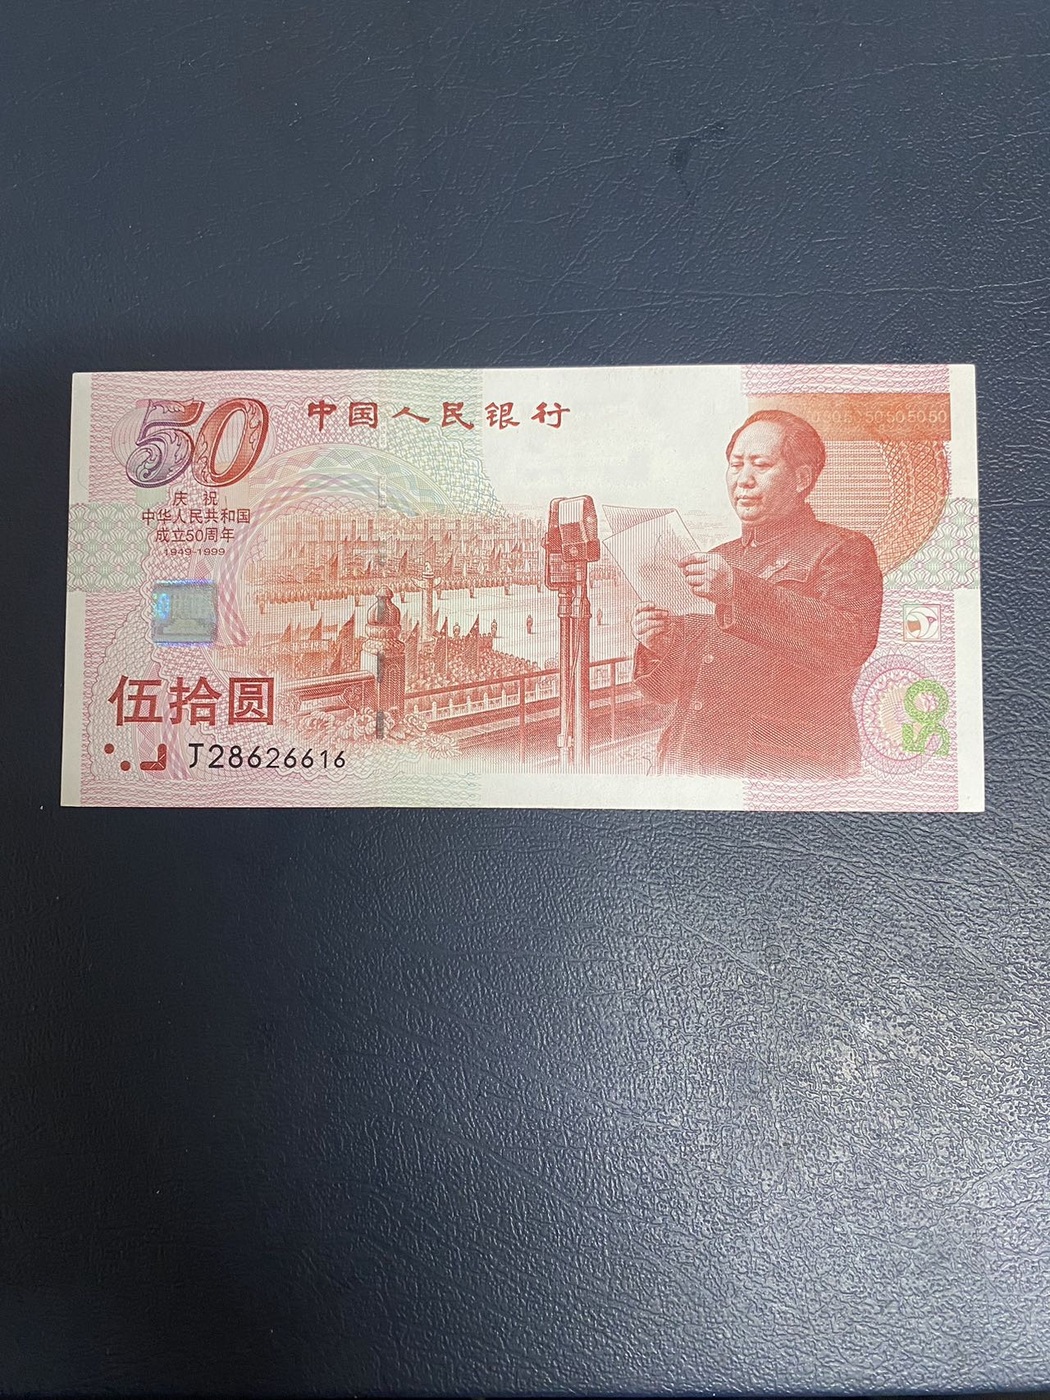 50
中国人民银行
庆祝
中华人民共和国
成立50周年
1949-1999
伍拾圆
J28626616
50